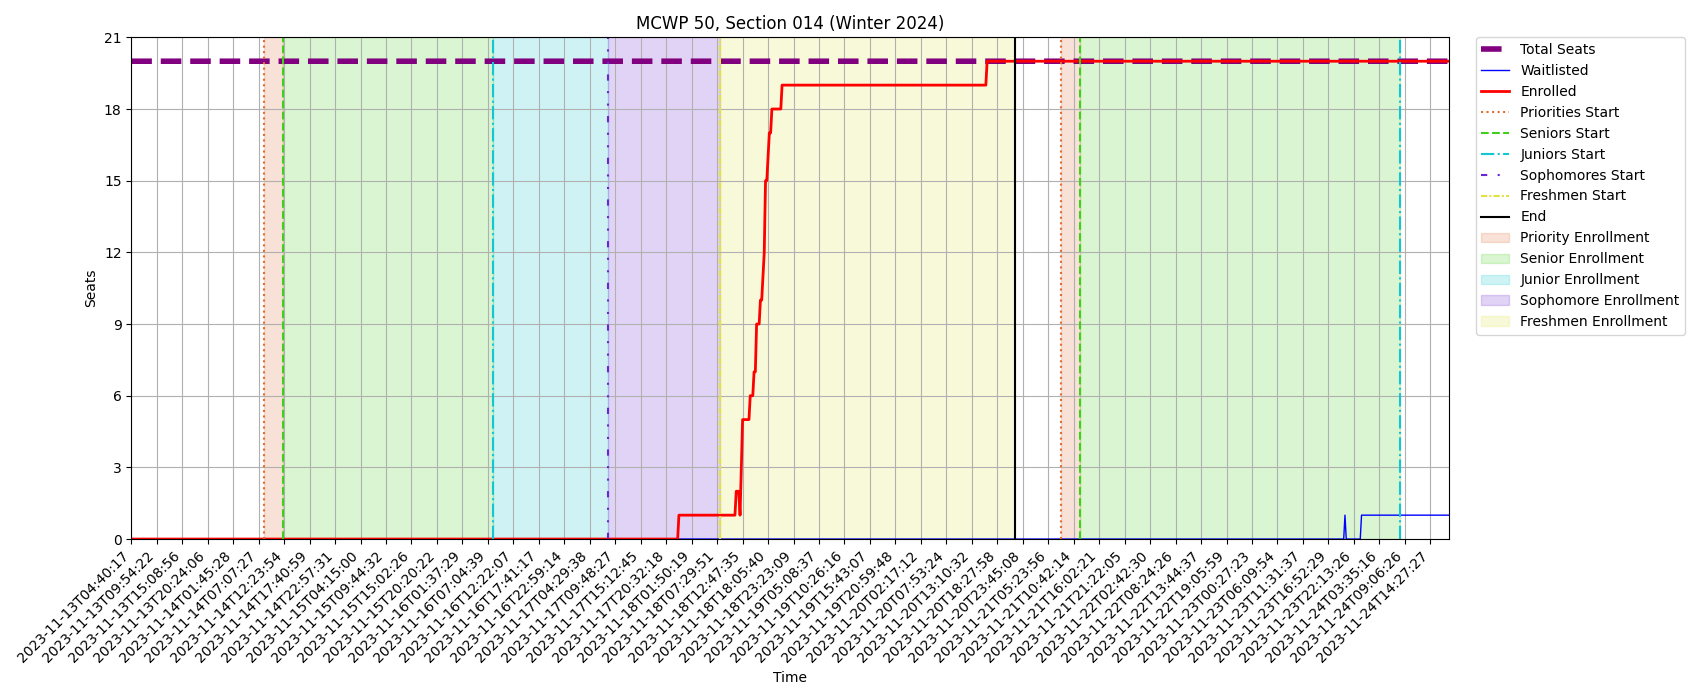 MCWP 50, Section 014 (Winter 2024)
21
18
15
12
9
6
3
0
Seats
2023-11-13T04:40:17
2023-11-13T09:54:22
2023-11-13T15:08:56
2023-11-13T20:24:06
2023-11-14T01:45:28
2023-11-14T07:07:27
2023-11-14T12:23:54
2023-11-14T17:40:59
2023-11-14T22:57:31
2023-11-15T04:15:00
2023-11-15T09:44:32
2023-11-15T15:02:26
2023-11-15T20:20:22
2023-11-16T01:37:29
2023-11-16T07:04:39
2023-11-16T12:22:07
2023-11-16T17:41:17
2023-11-16T22:59:14
2023-11-17T04:29:38
2023-11-17T09:48:27
2023-11-17T15:12:45
2023-11-17T20:32:18
2023-11-18T01:50:19
2023-11-18T07:29:51
2023-11-18T12:47:35
2023-11-18T18:05:40
2023-11-18T23:23:09
2023-11-19T05:08:37
2023-11-19T10:26:16
2023-11-19T15:43:07
2023-11-19T20:59:48
2023-11-20T02:17:12
2023-11-20T07:53:24
2023-11-20T13:10:32
2023-11-20T18:27:58
2023-11-20T23:45:08
2023-11-21T05:23:56
2023-11-21T10:42:14
2023-11-21T16:02:21
2023-11-21T21:22:05
2023-11-22T02:42:30
2023-11-22T08:24:26
2023-11-22T13:44:37
2023-11-22T19:05:59
2023-11-23T00:27:23
2023-11-23T06:09:54
2023-11-23T11:31:37
2023-11-23T16:52:29
2023-11-23T22:13:26
2023-11-24T03:35:16
2023-11-24T09:06:26
2023-11-24T14:27:27
Time
Total Seats
Waitlisted
Enrolled
Priorities Start
Seniors Start
Juniors Start
Sophomores Start
Freshmen Start
End
Priority Enrollment
Senior Enrollment
Junior Enrollment
Sophomore Enrollment
Freshmen Enrollment